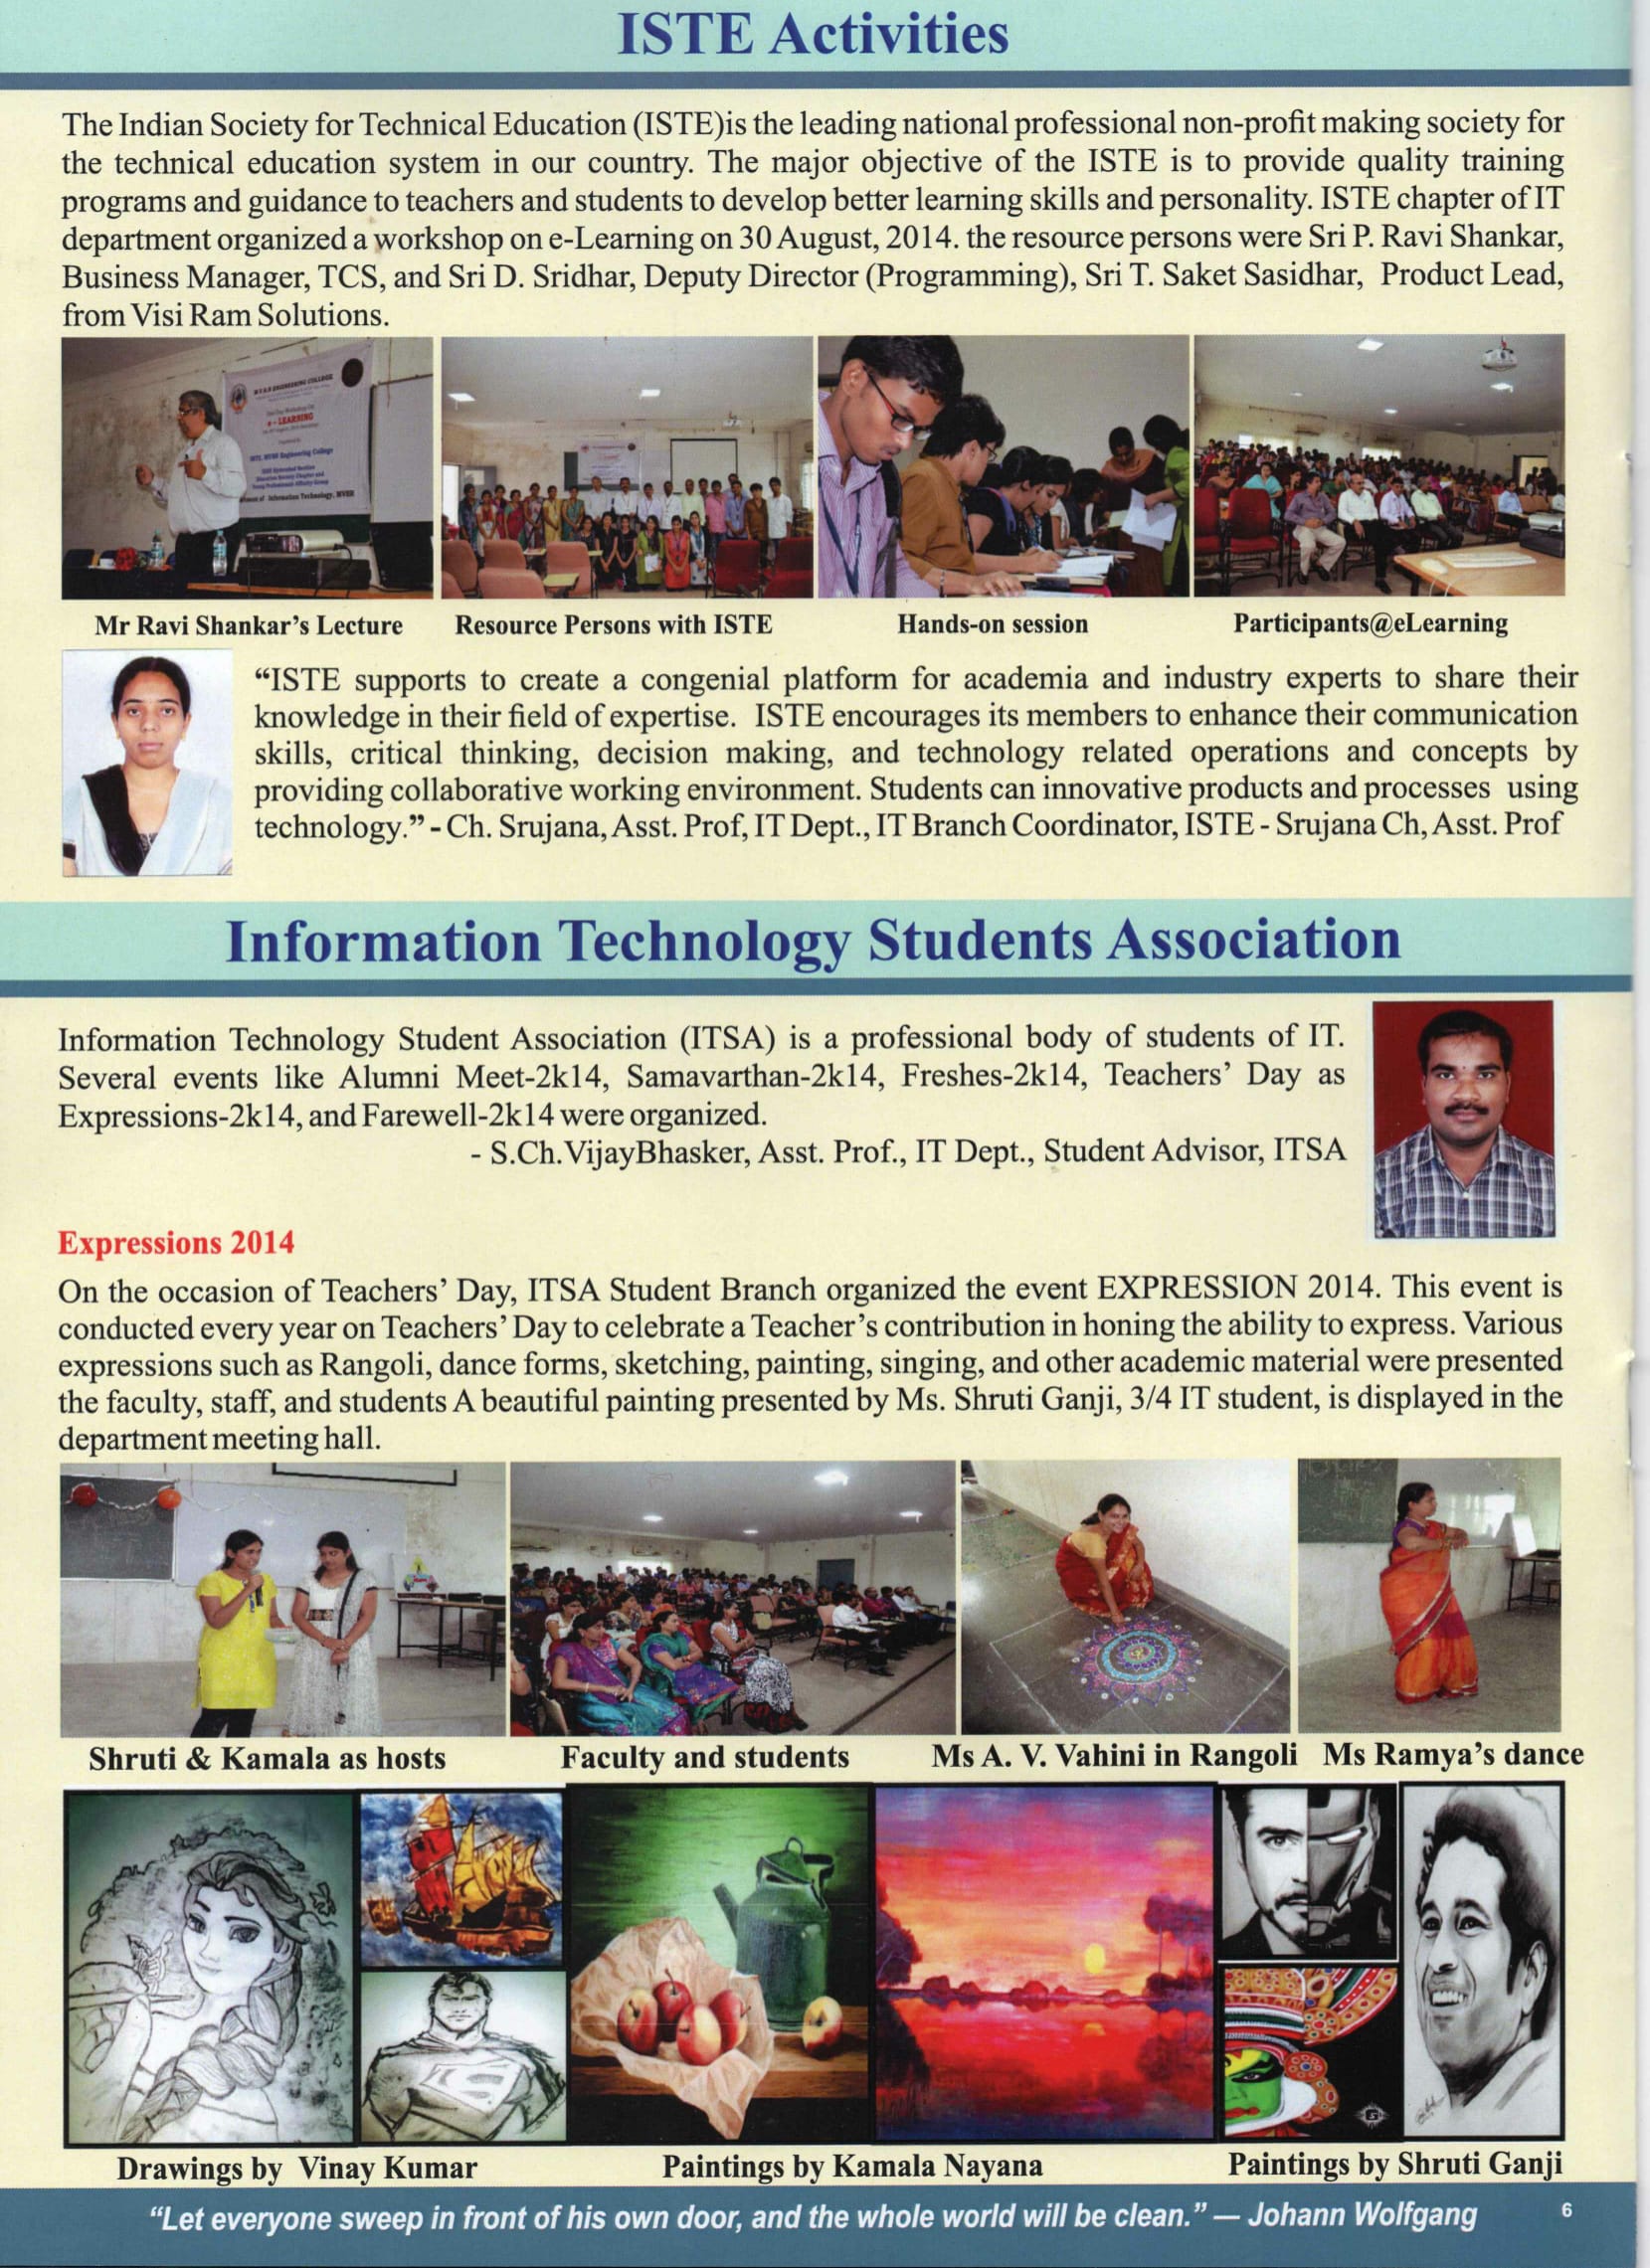 ISTE Activities
The Indian Society for Technical Education (ISTE)is the leading national professional non-profit making society for
the technical education system in our country. The major objective of the ISTE is to provide quality training
programs and guidance to teachers and students to develop better learning skills and personality. ISTE chapter of IT
department organized a workshop on e-Learning on 30 August, 2014. the resource persons were Sri P. Ravi Shankar,
Business Manager, TCS, and Sri D. Sridhar, Deputy Director (Programming), Sri T. Saket Sasidhar, Product Lead,
from Visi Ram Solutions.
M V S R ENGINEERING COLLEGE
e - LEARNING
ISTE, MVSR Engineering College
Information Technology, MVSR
Mr Ravi Shankar's Lecture Resource Persons with ISTE Hands-on session Participants@eLearning
“ISTE supports to create a congenial platform for academia and industry experts to share their
knowledge in their field of expertise. ISTE encourages its members to enhance their communication
skills, critical thinking, decision making, and technology related operations and concepts by
providing collaborative working environment. Students can innovative products and processes using
technology.” - Ch. Srujana, Asst. Prof, IT Dept., IT Branch Coordinator, ISTE - Srujana Ch, Asst. Prof
Information Technology Students Association
Information Technology Student Association (ITSA) is a professional body of students of IT.
Several events like Alumni Meet-2k14, Samavarthan-2k14, Freshes-2k14, Teachers’ Day as
Expressions-2k14, and Farewell-2k14 were organized.
- S.Ch.VijayBhasker, Asst. Prof., IT Dept., Student Advisor, ITSA
Expressions 2014
On the occasion of Teachers’ Day, ITSA Student Branch organized the event EXPRESSION 2014. This event is
conducted every year on Teachers’ Day to celebrate a Teacher’s contribution in honing the ability to express. Various
expressions such as Rangoli, dance forms, sketching, painting, singing, and other academic material were presented
the faculty, staff, and students A beautiful painting presented by Ms. Shruti Ganji, 3/4 IT student, is displayed in the
department meeting hall.
Shruti & Kamala as hosts Faculty and students Ms A. V. Vahini in Rangoli Ms Ramya’s dance
Drawings by Vinay Kumar Paintings by Kamala Nayana Paintings by Shruti Ganji
“Let everyone sweep in front of his own door, and the whole world will be clean.” — Johann Wolfgang 6